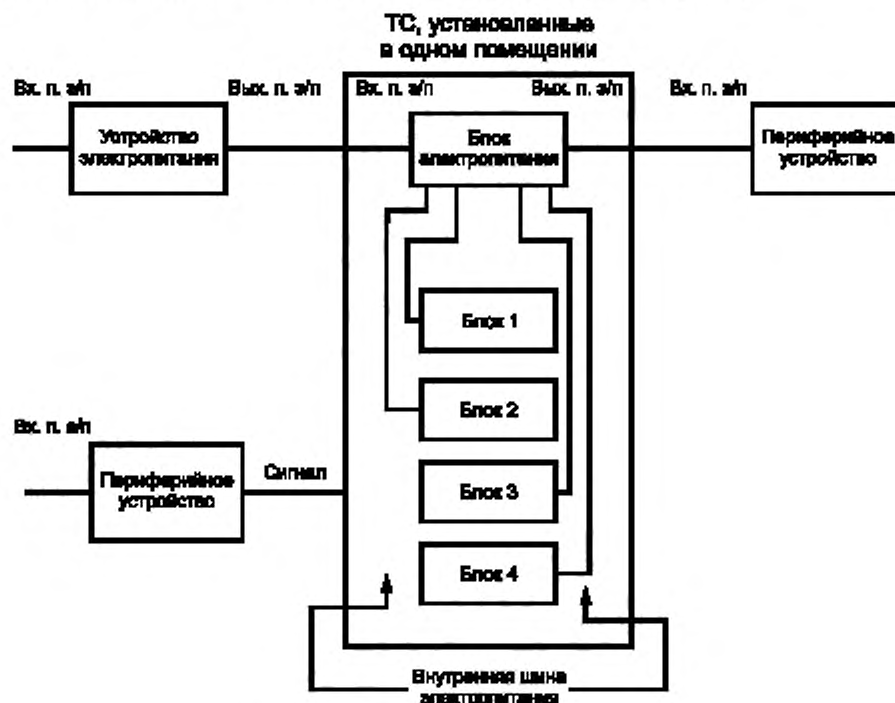 ТС, установленные
в одном помещении
Вх. п. э/п
Вых. п. э/п
Вх. п. э/п
Вых. п. э/п
Вх. п. э/п
Устройство
электропитания
Блок
электропитания
Периферийное
устройство
Блок 1
Блок 2
Вх. п. э/п
Периферийное
устройство
Сигнал
Блок 3
Блок 4
Внутренняя шина
электропитания